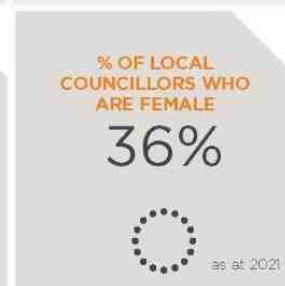 % OF LOCAL
COUNCILLORS WHO
ARE FEMALE
36%
as at 2021